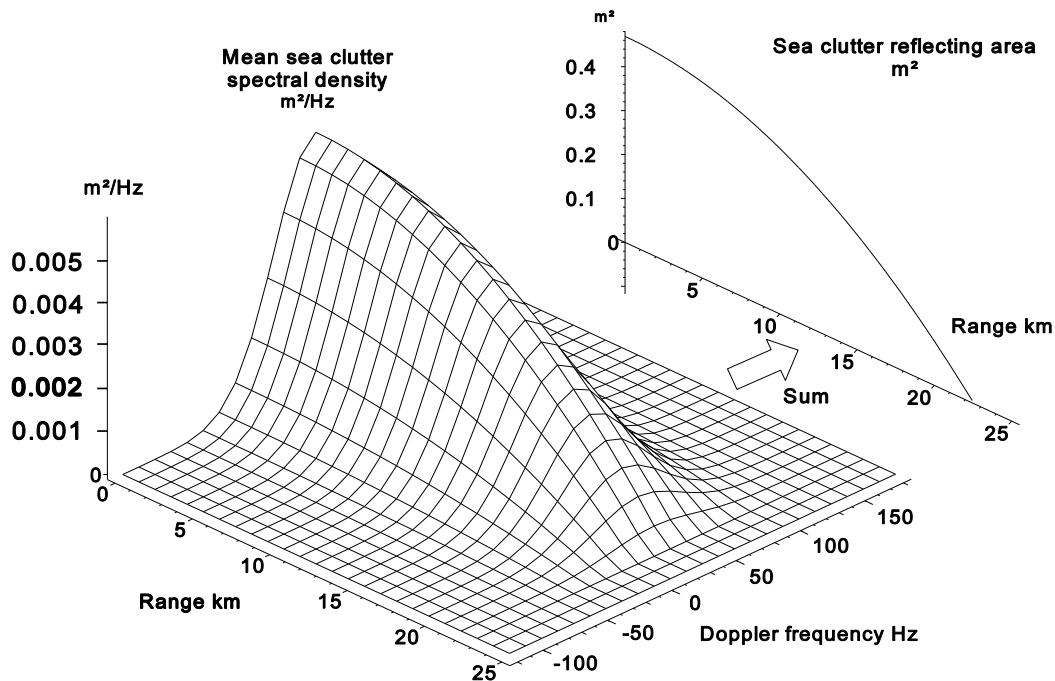 Mean sea clutter
spectral density
m²/Hz
m²/Hz
0.005
0.004
0.003
0.002
0.001
0
0
5
10
15
20
25
Range km
-100
-50
0
50
100
150
Doppler frequency Hz
m²
Sea clutter reflecting area
m²
0.4
0.3
0.2
0.1
0
5
10
15
20
25
Range km
Sum